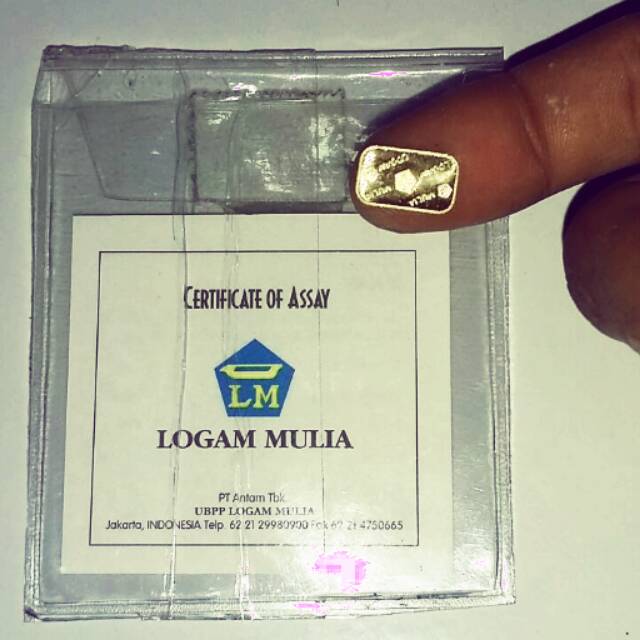 CERTIFICATE OF ASSAY
LM
LOGAM MULIA
PT Antam Tbk.
UBPP LOGAM MULIA
Jakarta, INDONESIA Telp. 62 21 29980900 Fax 62 21 4750665
MULIA